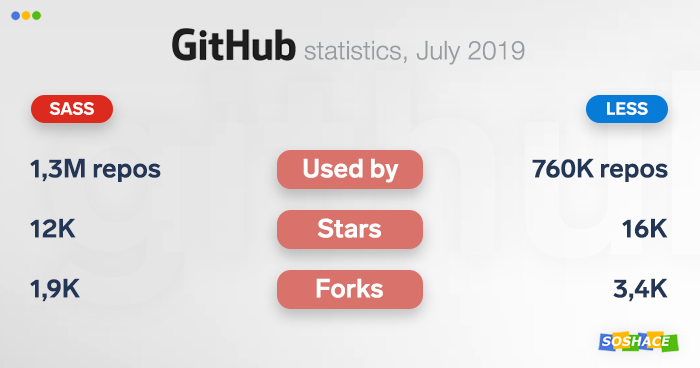 GitHub statistics, July 2019
SASS LESS
1,3M repos Used by 760K repos
12K Stars 16K
1,9K Forks 3,4K
SOSHACE